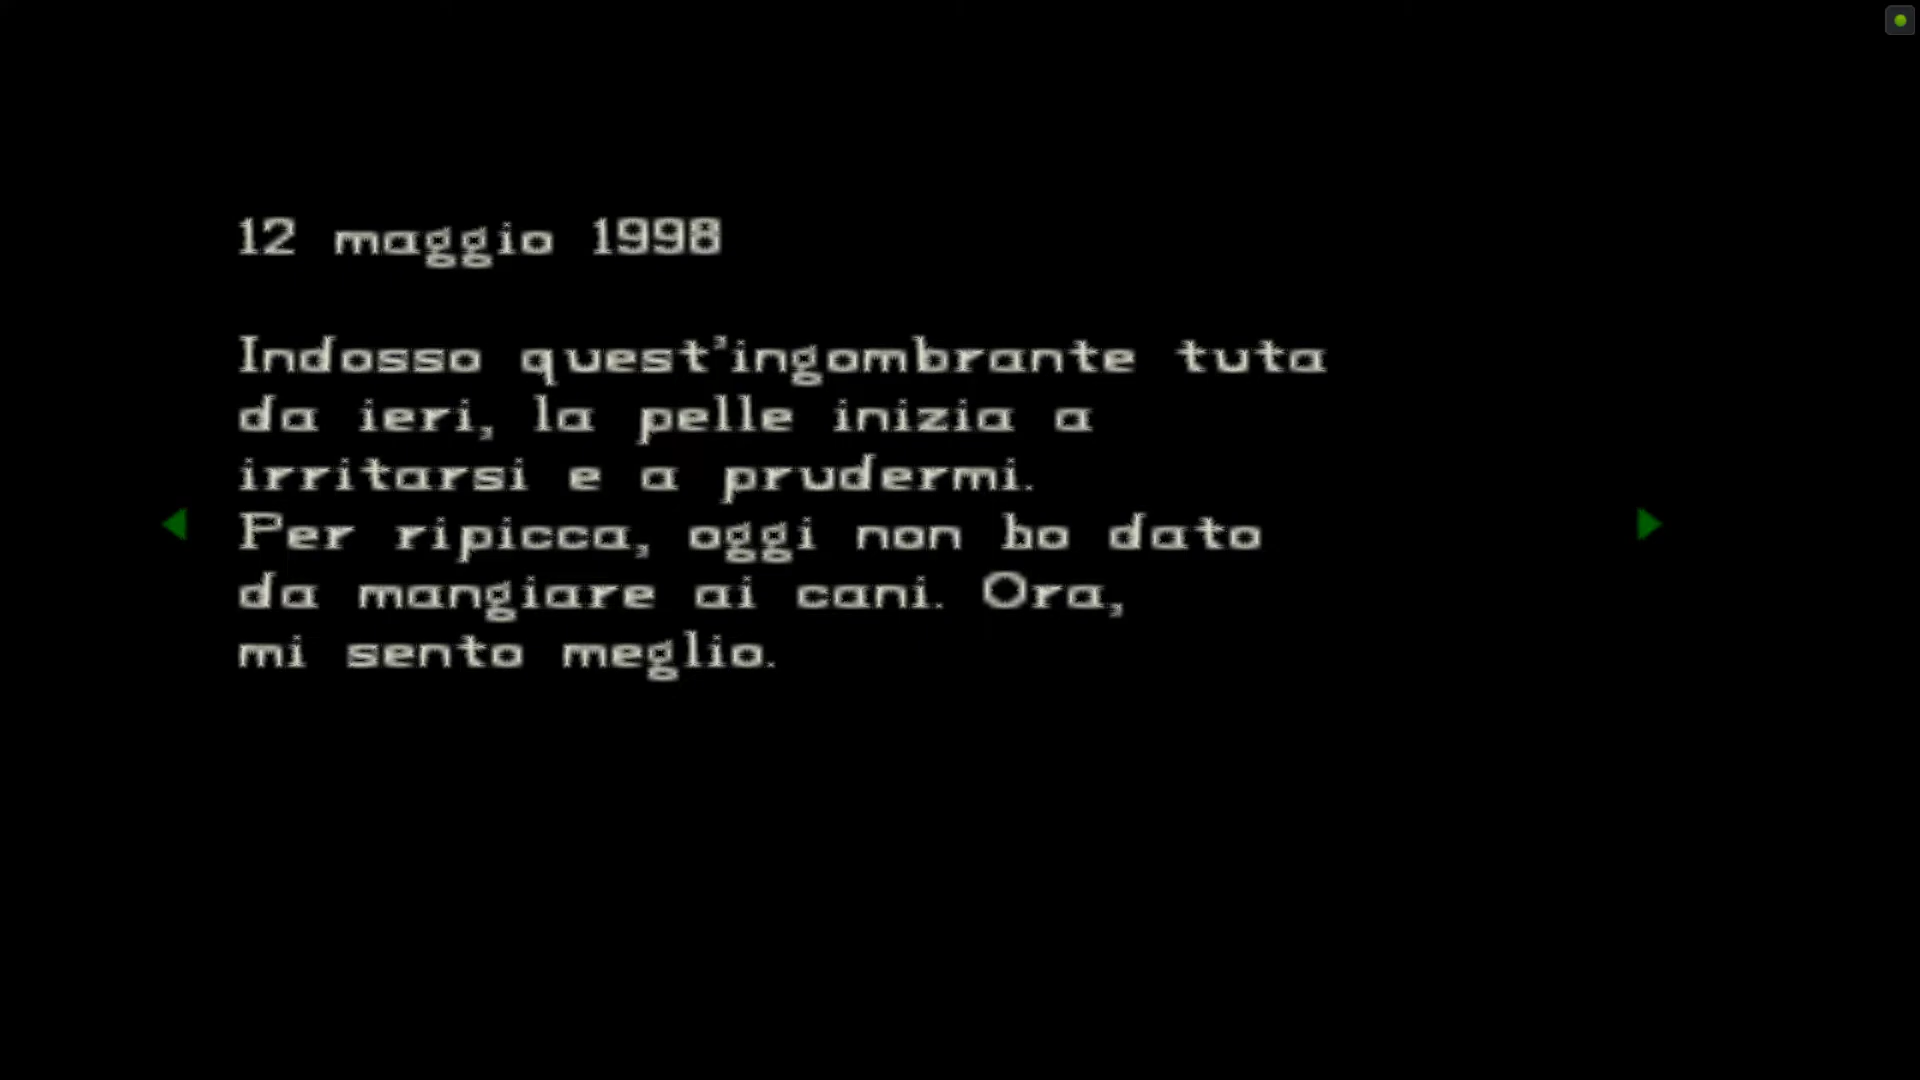 12 maggio 1998
Indosso quest'ingombrante tuta
da ieri, la pelle inizia a
irritarsi e a prudermi.
Per ripicca, oggi non ho dato
da mangiare ai cani. Ora,
mi sento meglio.